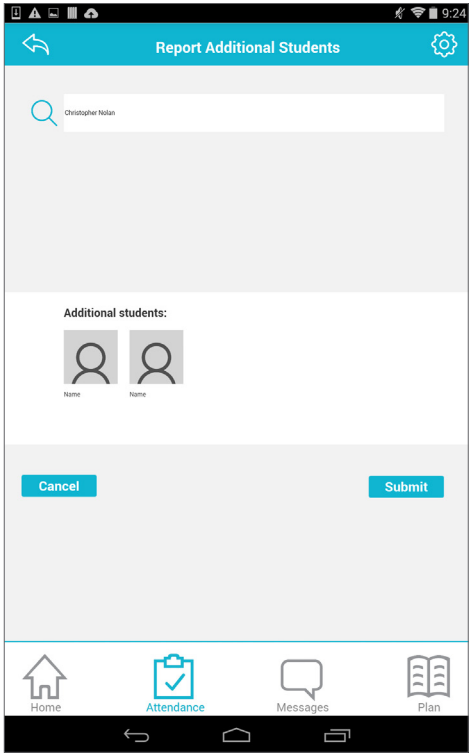 9:24
Report Additional Students
Christopher Nolan
Additional students:
Name Name
Cancel Submit
Home Attendance Messages Plan